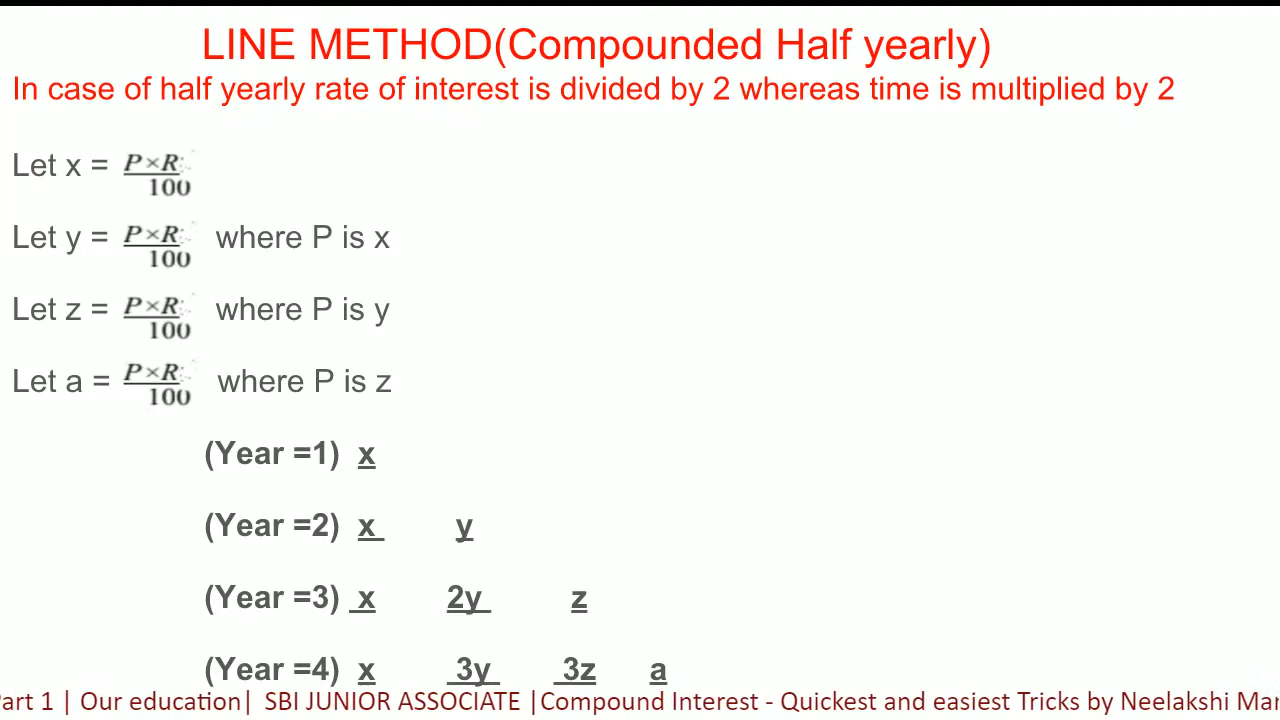 LINE METHOD(Compounded Half yearly)
In case of half yearly rate of interest is divided by 2 whereas time is multiplied by 2
Let x = P×R/100
Let y = P×R/100 where P is x
Let z = P×R/100 where P is y
Let a = P×R/100 where P is z
(Year =1) x
(Year =2) x y
(Year =3) x 2y z
(Year =4) x 3y 3z a
art 1 | Our education| SBI JUNIOR ASSOCIATE |Compound Interest - Quickest and easiest Tricks by Neelakshi Mar